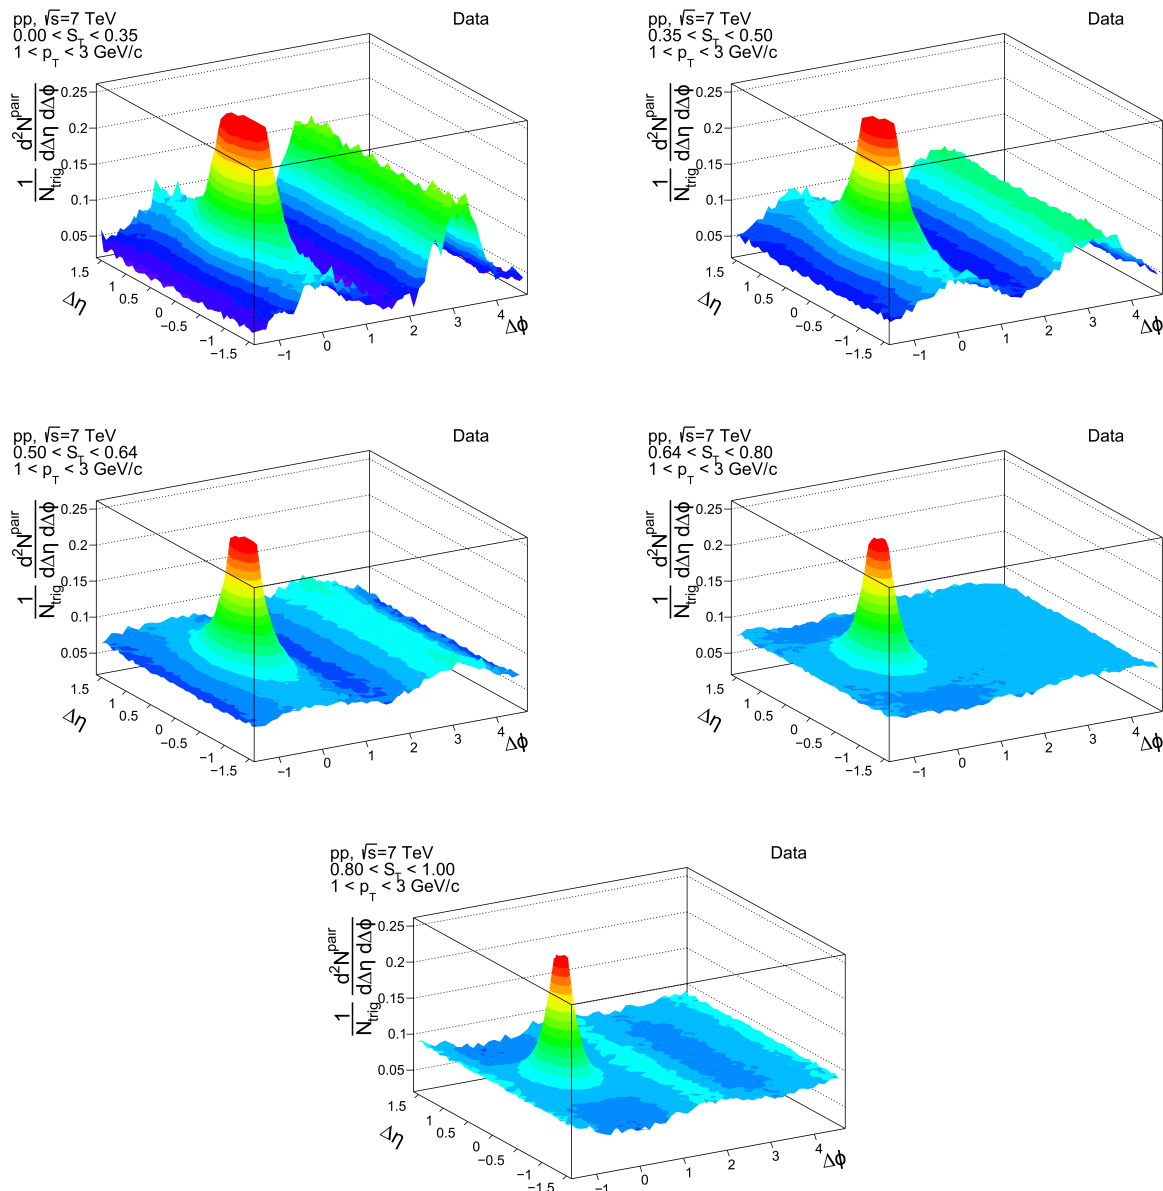 pp, √s=7 TeV
0.00 < S_T < 0.35
1 < p_T < 3 GeV/c
Data
1/N_trig d²N^pair/dΔη dΔϕ
0.25
0.2
0.15
0.1
0.05
1.5
1
0.5
0
−0.5
−1
−1.5
Δη
−1
0
1
2
3
4
Δϕ
pp, √s=7 TeV
0.35 < S_T < 0.50
1 < p_T < 3 GeV/c
Data
1/N_trig d²N^pair/dΔη dΔϕ
0.25
0.2
0.15
0.1
0.05
1.5
1
0.5
0
−0.5
−1
−1.5
Δη
−1
0
1
2
3
4
Δϕ
pp, √s=7 TeV
0.50 < S_T < 0.64
1 < p_T < 3 GeV/c
Data
1/N_trig d²N^pair/dΔη dΔϕ
0.25
0.2
0.15
0.1
0.05
1.5
1
0.5
0
−0.5
−1
−1.5
Δη
−1
0
1
2
3
4
Δϕ
pp, √s=7 TeV
0.64 < S_T < 0.80
1 < p_T < 3 GeV/c
Data
1/N_trig d²N^pair/dΔη dΔϕ
0.25
0.2
0.15
0.1
0.05
1.5
1
0.5
0
−0.5
−1
−1.5
Δη
−1
0
1
2
3
4
Δϕ
pp, √s=7 TeV
0.80 < S_T < 1.00
1 < p_T < 3 GeV/c
Data
1/N_trig d²N^pair/dΔη dΔϕ
0.25
0.2
0.15
0.1
0.05
1.5
1
0.5
0
−0.5
−1
−1.5
Δη
−1
0
1
2
3
4
Δϕ